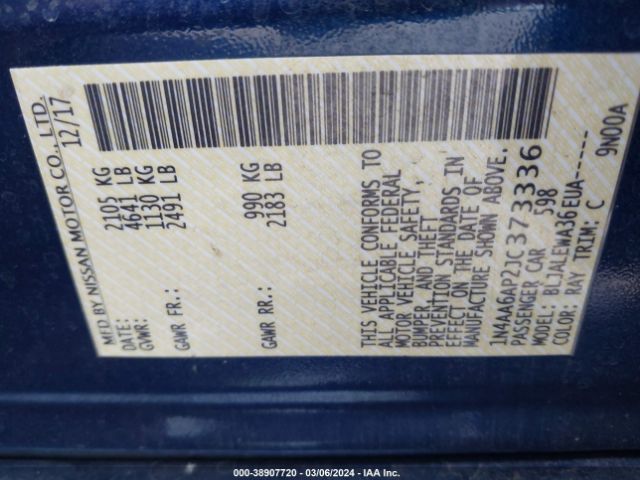 MFD BY NISSAN MOTOR CO., LTD.
DATE: 12/17
GVWR: 2105 KG
4641 LB
GAWR FR.: 1130 KG
2491 LB
GAWR RR.: 990 KG
2183 LB
THIS VEHICLE CONFORMS TO
ALL APPLICABLE FEDERAL
MOTOR VEHICLE SAFETY,
BUMPER, AND THEFT
PREVENTION STANDARDS IN
EFFECT ON THE DATE OF
MANUFACTURE SHOWN ABOVE.
1N4AA6AP2JC373336
PASSENGER CAR 598
MODEL: BLJALEWA36EUA------
COLOR: RAY TRIM: C 9N00A
000-38907720 — 03/06/2024 — IAA Inc.